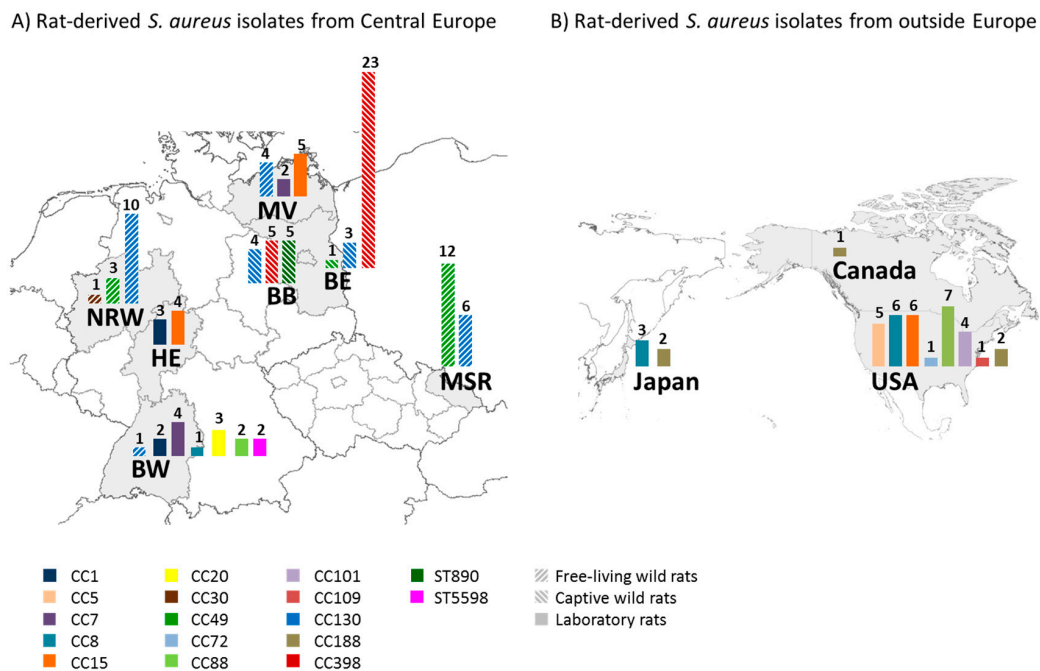 A) Rat-derived S. aureus isolates from Central Europe
B) Rat-derived S. aureus isolates from outside Europe
23
4 2 5
MV
10
3
1
NRW
4 5 5
BB
1 3
BE
12
6
MSR
3 4
HE
1 2 4 1 3 2 2
BW
1
Canada
3 2
Japan
5 6 6 1 7 4 1 2
USA
CC1 CC20 CC101 ST890 Free-living wild rats
CC5 CC30 CC109 ST5598 Captive wild rats
CC7 CC49 CC130 Laboratory rats
CC8 CC72 CC188
CC15 CC88 CC398